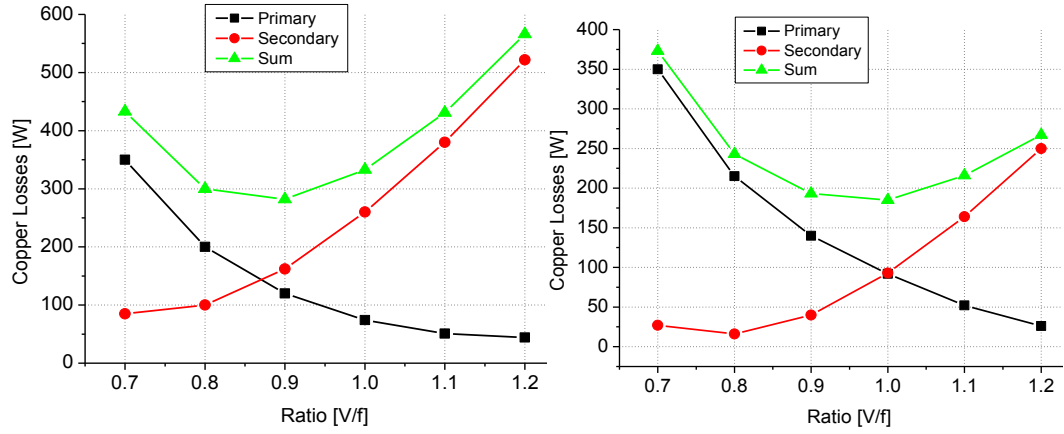 Copper Losses [W]
600
500
400
300
200
100
0
Primary
Secondary
Sum
0.7 0.8 0.9 1.0 1.1 1.2
Ratio [V/f]
Copper Losses [W]
400
350
300
250
200
150
100
50
0
Primary
Secondary
Sum
0.7 0.8 0.9 1.0 1.1 1.2
Ratio [V/f]